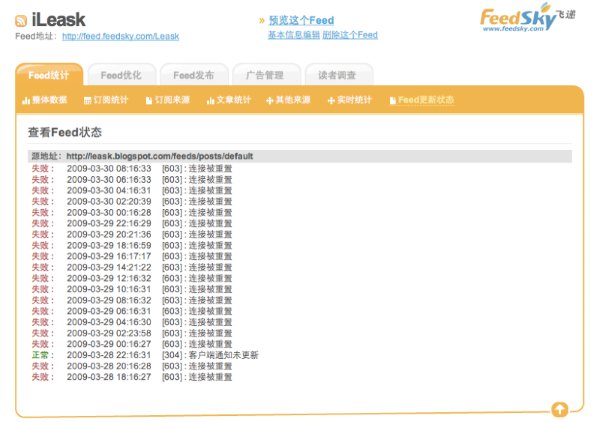 iLeask
Feed地址: http://feed.feedsky.com/Leask
» 预览这个Feed
基本信息编辑 删除这个Feed
FeedSky飞递
www.feedsky.com
Feed统计 Feed优化 Feed发布 广告管理 读者调查
整体数据 订阅统计 订阅来源 文章统计 其他来源 实时统计 Feed更新状态
查看Feed状态
源地址: http://leask.blogspot.com/feeds/posts/default
失败: 2009-03-30 08:16:33 [603] : 连接被重置
失败: 2009-03-30 06:16:33 [603] : 连接被重置
失败: 2009-03-30 04:16:31 [603] : 连接被重置
失败: 2009-03-30 02:20:39 [603] : 连接被重置
失败: 2009-03-30 00:16:28 [603] : 连接被重置
失败: 2009-03-29 22:16:29 [603] : 连接被重置
失败: 2009-03-29 20:21:36 [603] : 连接被重置
失败: 2009-03-29 18:16:59 [603] : 连接被重置
失败: 2009-03-29 16:17:17 [603] : 连接被重置
失败: 2009-03-29 14:21:22 [603] : 连接被重置
失败: 2009-03-29 12:16:32 [603] : 连接被重置
失败: 2009-03-29 10:16:31 [603] : 连接被重置
失败: 2009-03-29 08:16:32 [603] : 连接被重置
失败: 2009-03-29 06:16:31 [603] : 连接被重置
失败: 2009-03-29 04:16:30 [603] : 连接被重置
失败: 2009-03-29 02:23:58 [603] : 连接被重置
失败: 2009-03-29 00:16:27 [603] : 连接被重置
正常: 2009-03-28 22:16:31 [304] : 客户端通知未更新
失败: 2009-03-28 20:16:28 [603] : 连接被重置
失败: 2009-03-28 18:16:27 [603] : 连接被重置